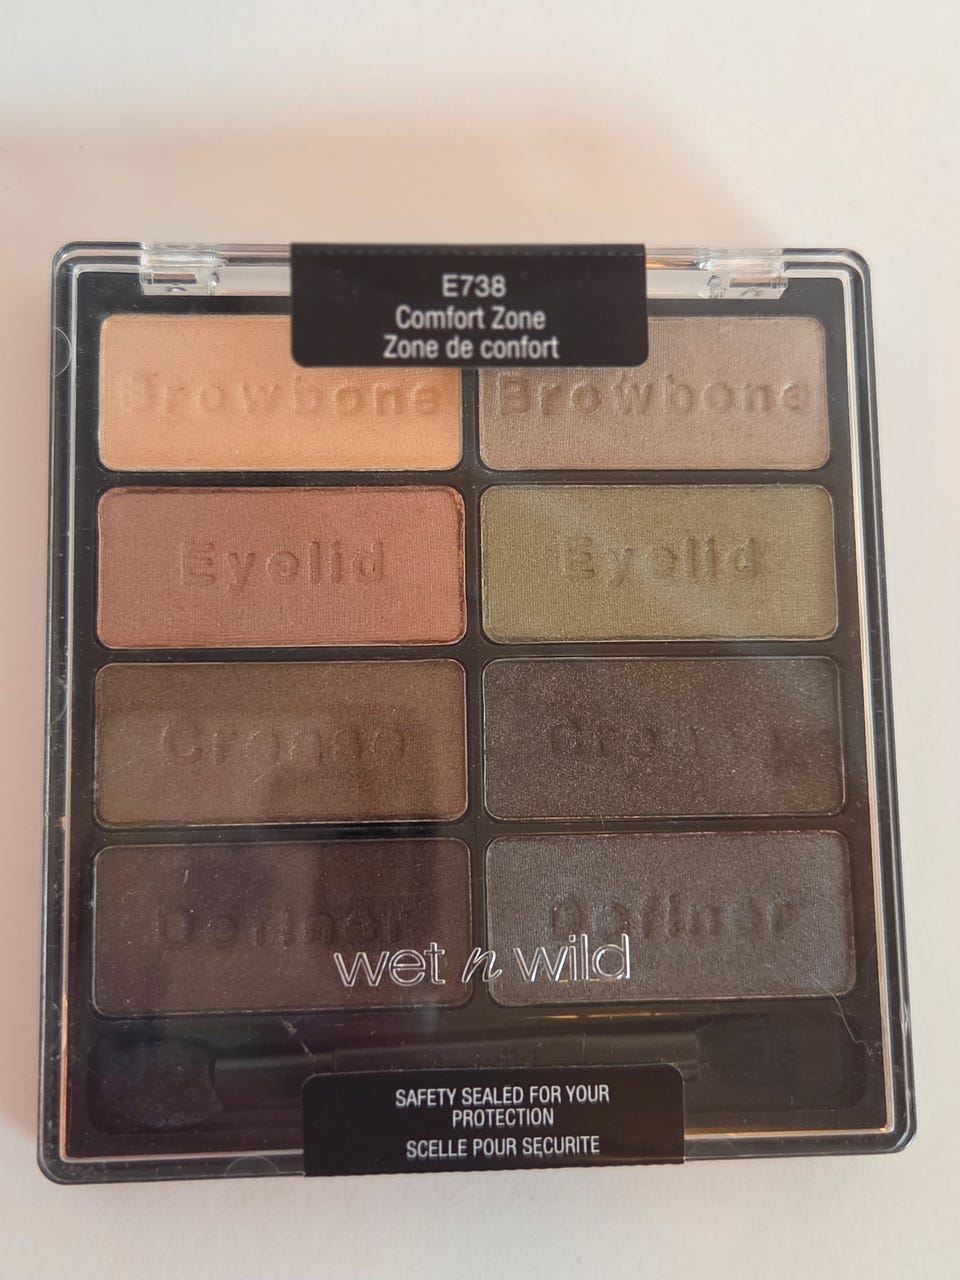 E738
Comfort Zone
Zone de confort
Browbone Browbone
Eyelid Eyelid
Crease Crease
Definer Definer
wet n wild
SAFETY SEALED FOR YOUR
PROTECTION
SCELLE POUR SECURITE